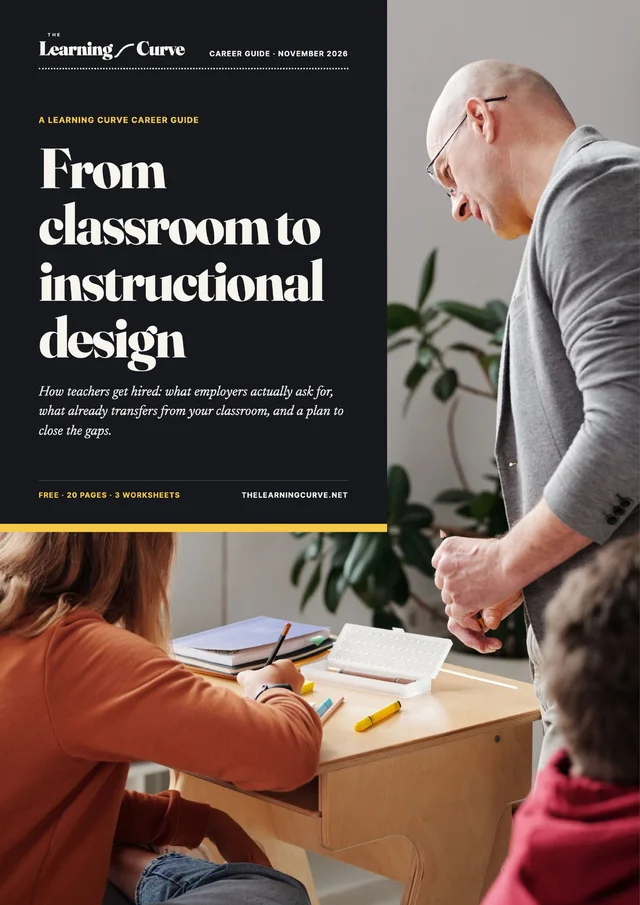 THE
Learning Curve
CAREER GUIDE · NOVEMBER 2026
A LEARNING CURVE CAREER GUIDE
From
classroom to
instructional
design
How teachers get hired: what employers actually ask for,
what already transfers from your classroom, and a plan to
close the gaps.
FREE · 20 PAGES · 3 WORKSHEETS
THELEARNINGCURVE.NET